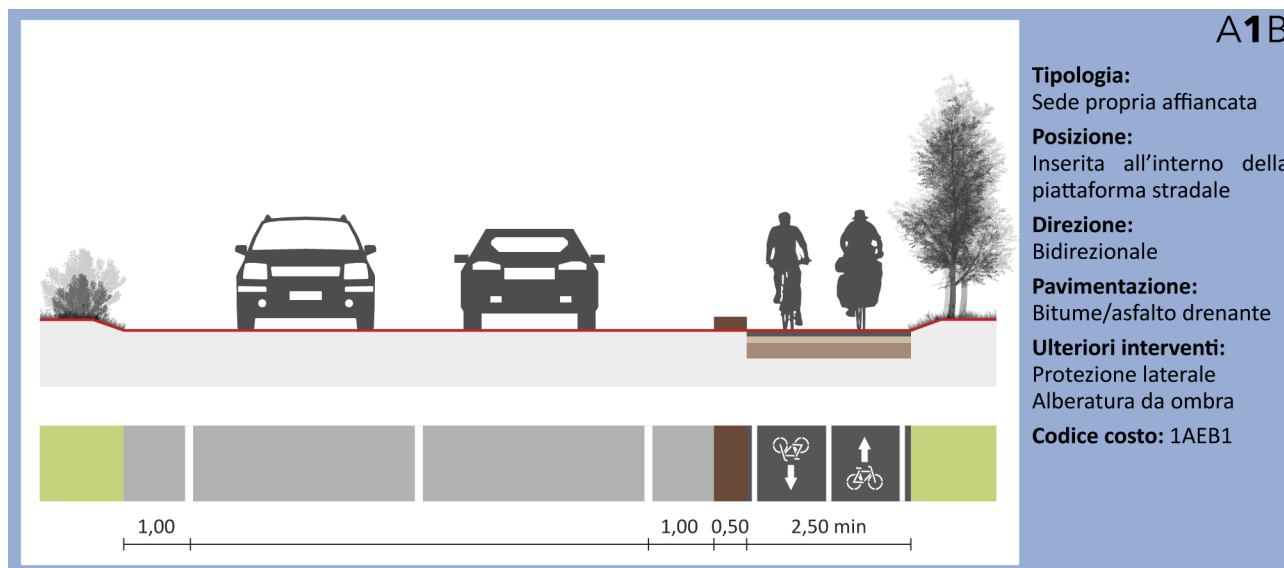 A1B
Tipologia:
Sede propria affiancata
Posizione:
Inserita all'interno della
piattaforma stradale
Direzione:
Bidirezionale
Pavimentazione:
Bitume/asfalto drenante
Ulteriori interventi:
Protezione laterale
Alberatura da ombra
Codice costo: 1AEB1
1,00 1,00 0,50 2,50 min